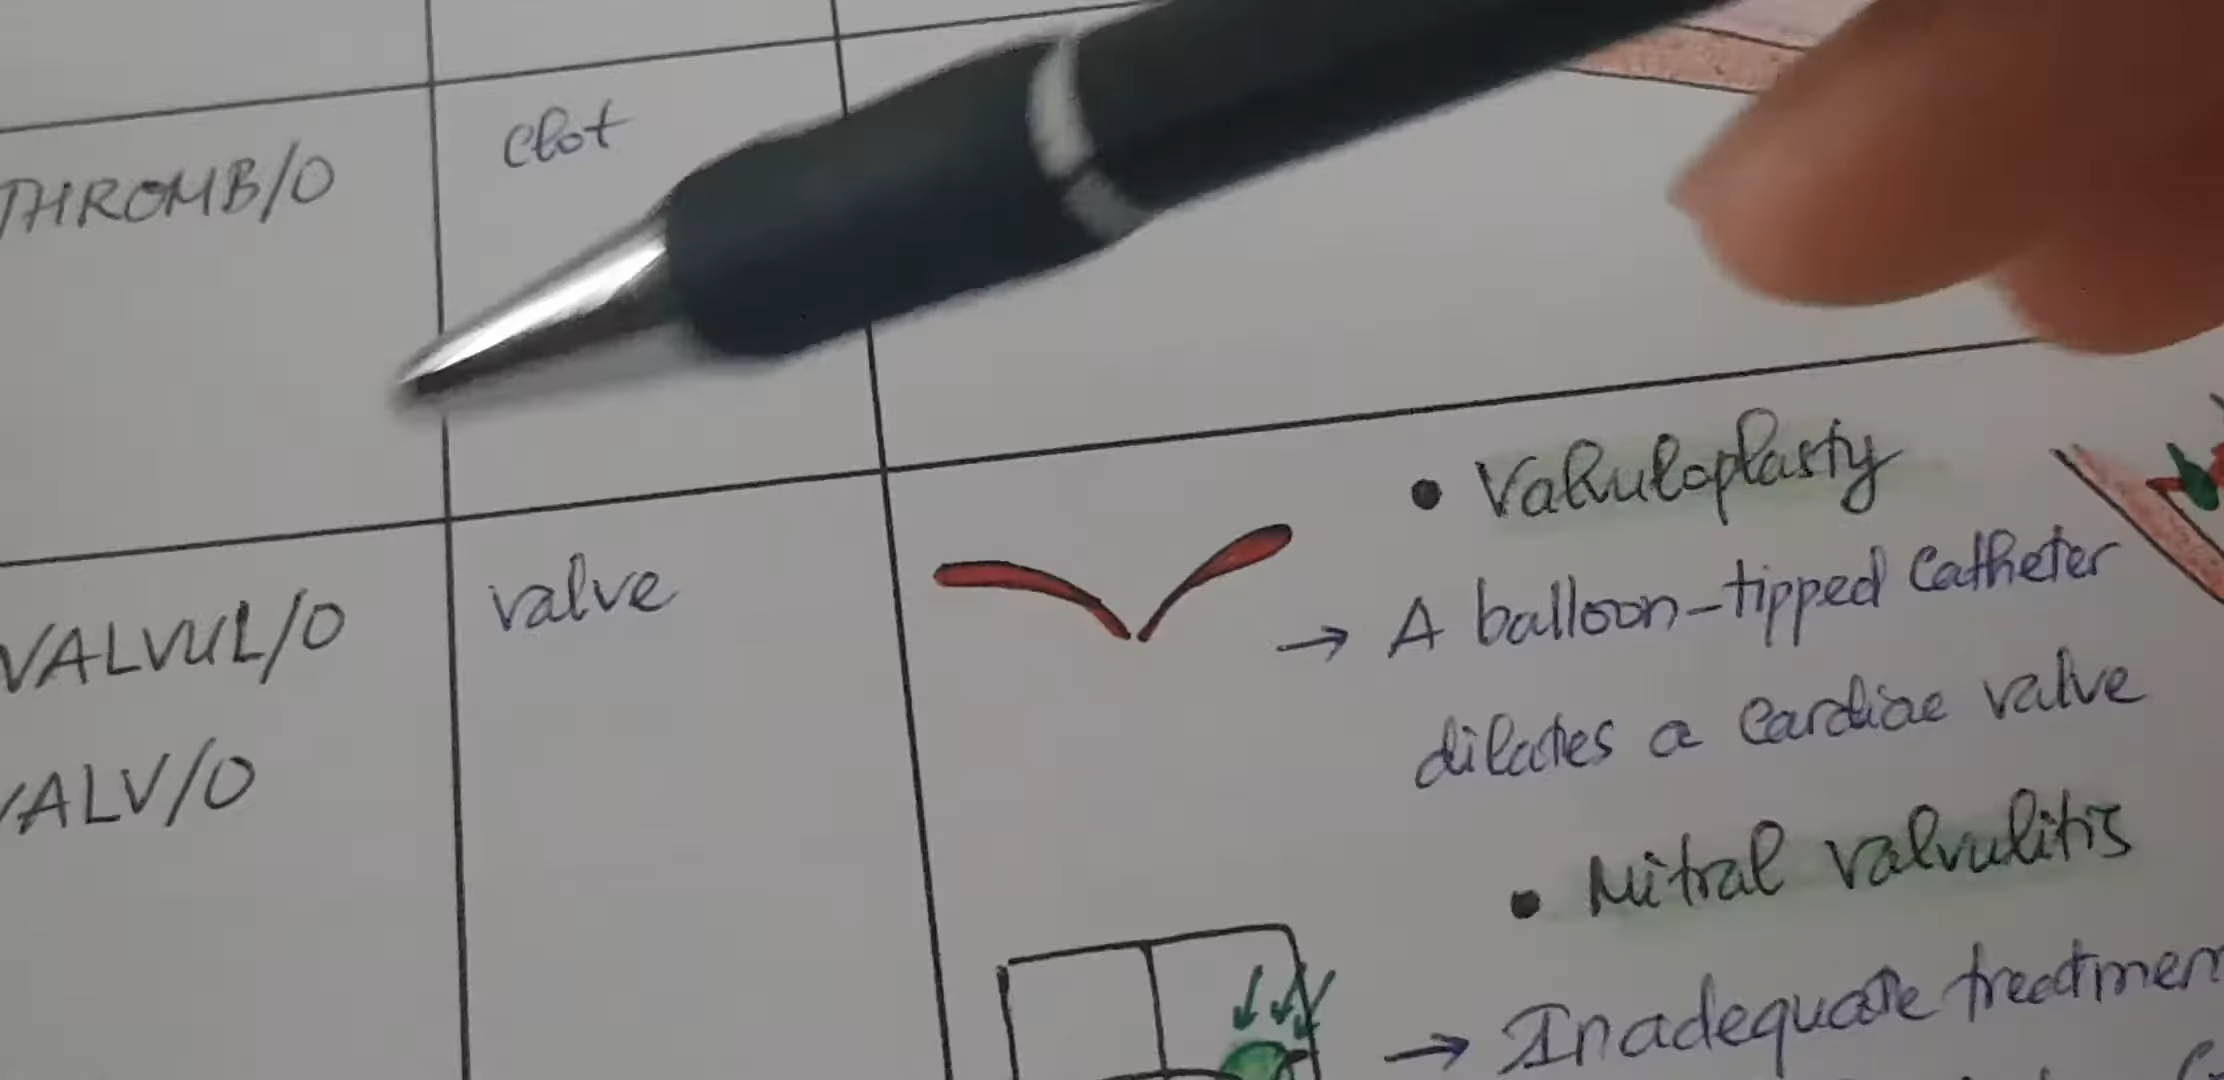 THROMB/O
clot
VALVUL/O
VALV/O
valve
• Valvuloplasty
→ A balloon-tipped catheter
dilates a cardiac valve
• Mitral valvulitis
→ Inadequate treatmen